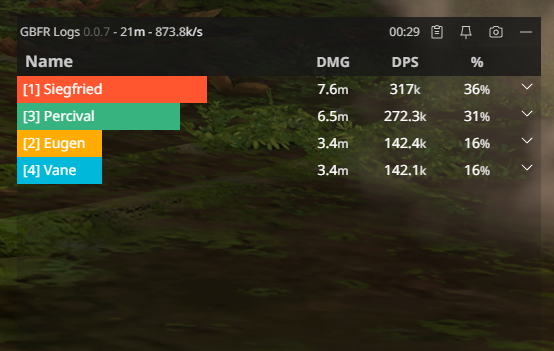 GBFR Logs 0.0.7 - 21m - 873.8k/s 00:29
Name DMG DPS %
[1] Siegfried 7.6m 317k 36%
[3] Percival 6.5m 272.3k 31%
[2] Eugen 3.4m 142.4k 16%
[4] Vane 3.4m 142.1k 16%